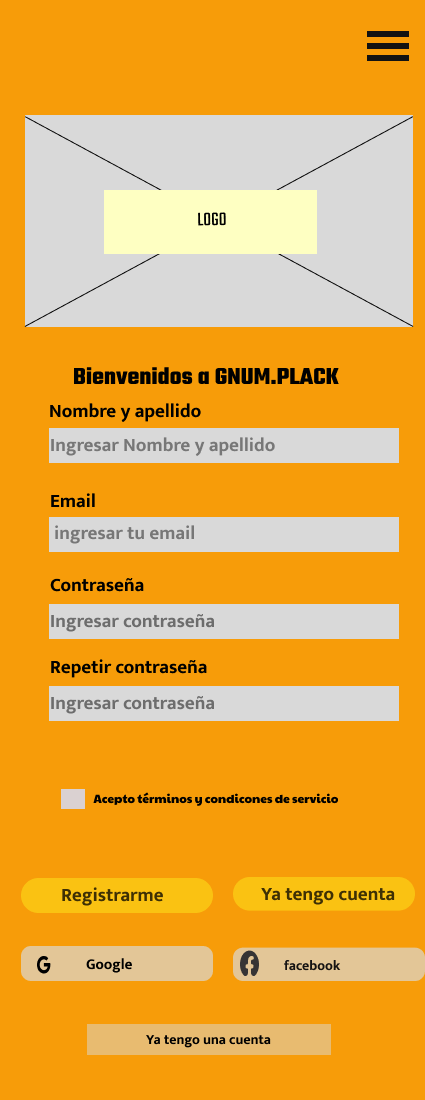 LOGO
Bienvenidos a GNUM.PLACK
Nombre y apellido
Ingresar Nombre y apellido
Email
ingresar tu email
Contraseña
Ingresar contraseña
Repetir contraseña
Ingresar contraseña
Acepto términos y condicones de servicio
Registrarme
Ya tengo cuenta
Google
facebook
Ya tengo una cuenta